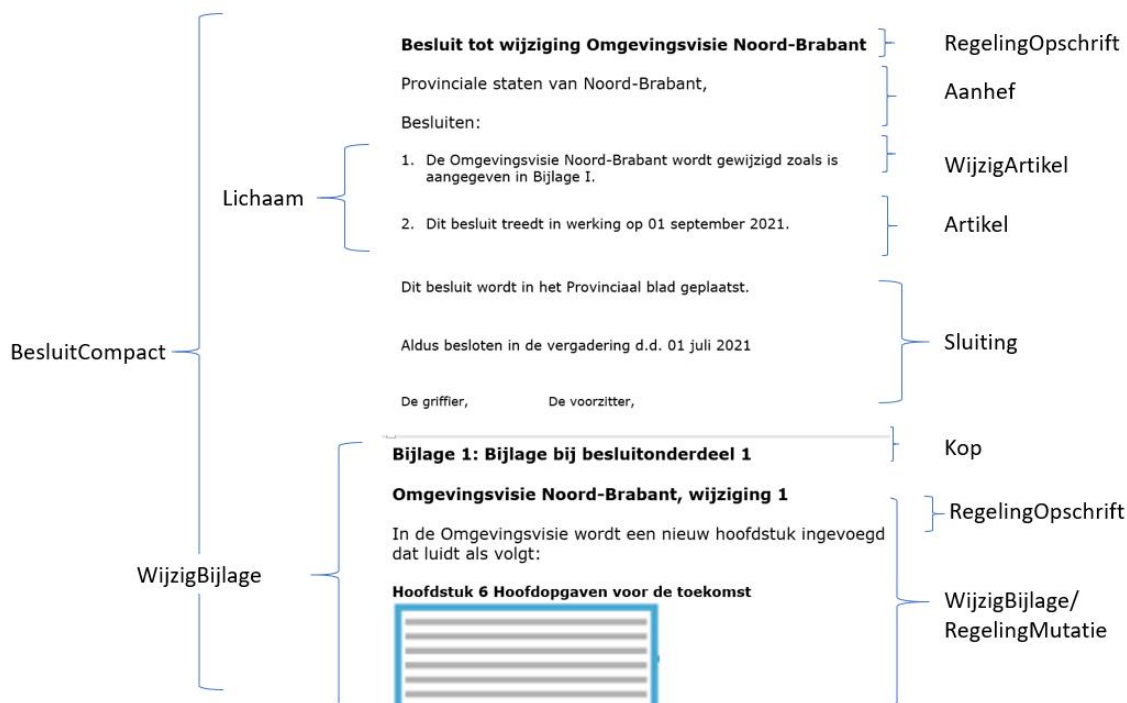 Besluit tot wijziging Omgevingsvisie Noord-Brabant
RegelingOpschrift
Provinciale staten van Noord-Brabant,
Aanhef
Besluiten:
1. De Omgevingsvisie Noord-Brabant wordt gewijzigd zoals is
aangegeven in Bijlage I.
WijzigArtikel
Lichaam
2. Dit besluit treedt in werking op 01 september 2021.
Artikel
Dit besluit wordt in het Provinciaal blad geplaatst.
BesluitCompact
Aldus besloten in de vergadering d.d. 01 juli 2021
Sluiting
De griffier, De voorzitter,
Kop
Bijlage 1: Bijlage bij besluitonderdeel 1
Omgevingsvisie Noord-Brabant, wijziging 1
RegelingOpschrift
In de Omgevingsvisie wordt een nieuw hoofdstuk ingevoegd
dat luidt als volgt:
WijzigBijlage
Hoofdstuk 6 Hoofdopgaven voor de toekomst
WijzigBijlage/
RegelingMutatie